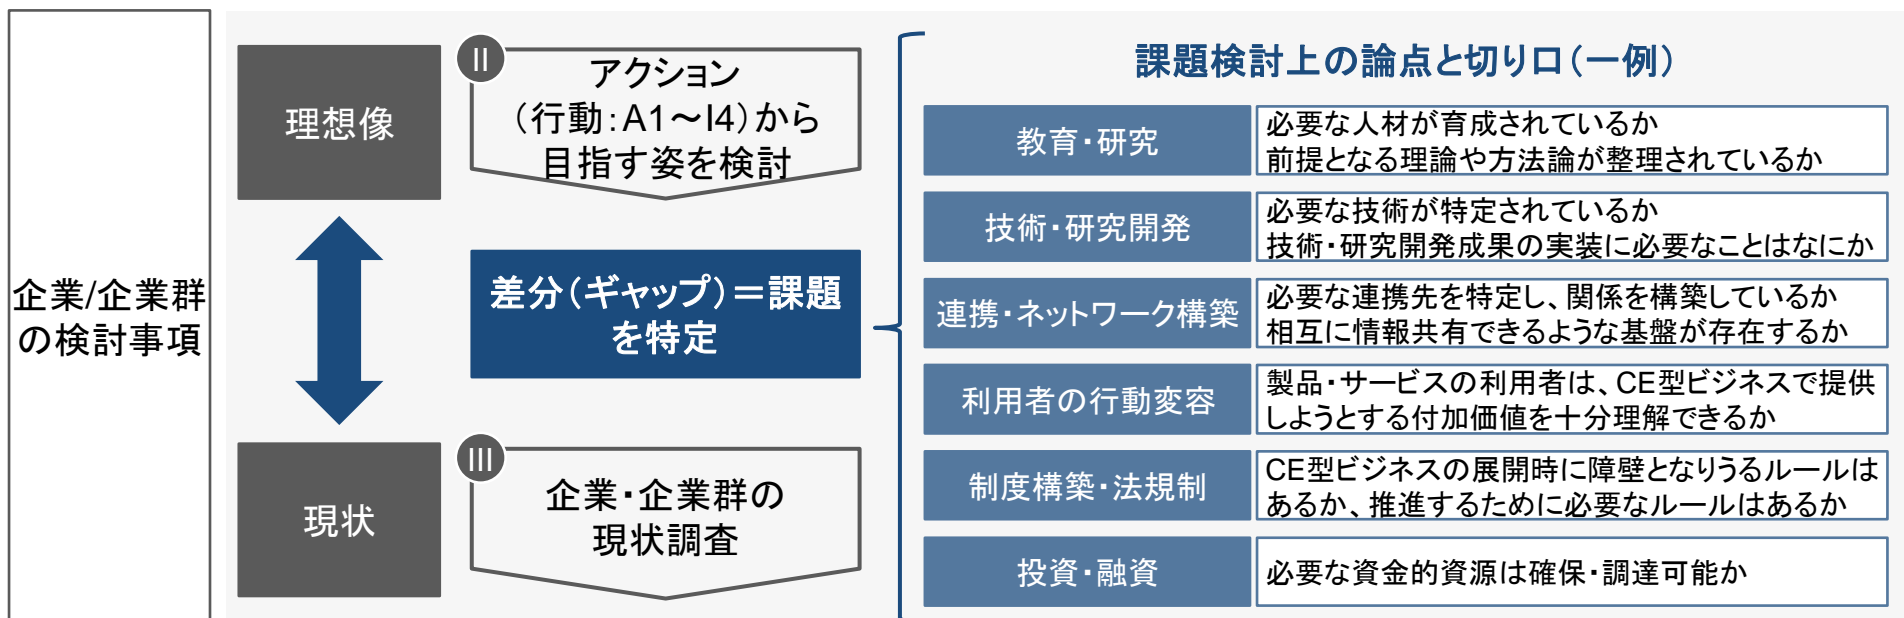 企業/企業群
の検討事項
理想像
II
アクション
（行動：A1～I4）から
目指す姿を検討
差分（ギャップ）＝課題
を特定
現状
III
企業・企業群の
現状調査
課題検討上の論点と切り口（一例）
教育・研究
必要な人材が育成されているか
前提となる理論や方法論が整理されているか
技術・研究開発
必要な技術が特定されているか
技術・研究開発成果の実装に必要なことはなにか
連携・ネットワーク構築
必要な連携先を特定し、関係を構築しているか
相互に情報共有できるような基盤が存在するか
利用者の行動変容
製品・サービスの利用者は、CE型ビジネスで提供
しようとする付加価値を十分理解できるか
制度構築・法規制
CE型ビジネスの展開時に障壁となりうるルールは
あるか、推進するために必要なルールはあるか
投資・融資
必要な資金的資源は確保・調達可能か